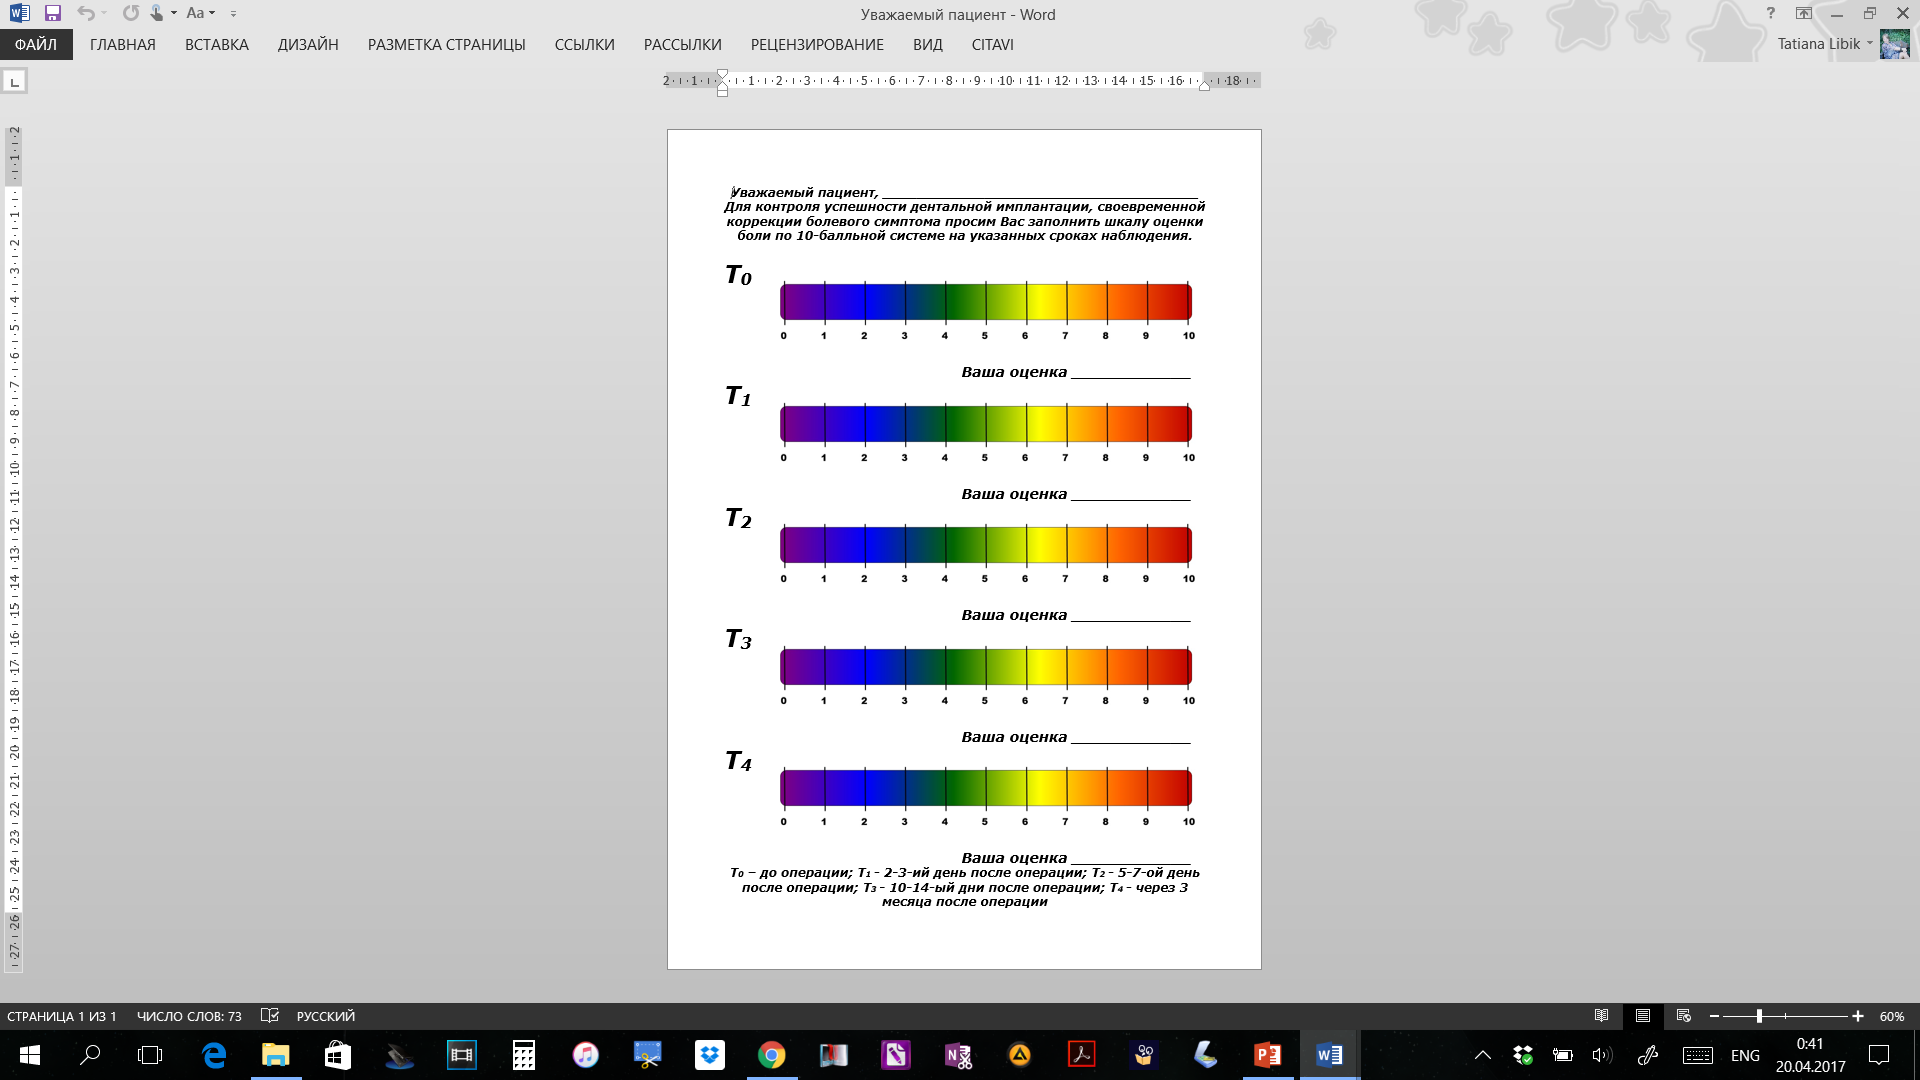 Уважаемый пациент - Word
ФАЙЛ ГЛАВНАЯ ВСТАВКА ДИЗАЙН РАЗМЕТКА СТРАНИЦЫ ССЫЛКИ РАССЫЛКИ РЕЦЕНЗИРОВАНИЕ ВИД CITAVI
Tatiana Libik
Уважаемый пациент, ____________________
Для контроля успешности дентальной имплантации, своевременной
коррекции болевого симптома просим Вас заполнить шкалу оценки
боли по 10-балльной системе на указанных сроках наблюдения.
T₀
0 1 2 3 4 5 6 7 8 9 10
Ваша оценка ______________
T₁
0 1 2 3 4 5 6 7 8 9 10
Ваша оценка ______________
T₂
0 1 2 3 4 5 6 7 8 9 10
Ваша оценка ______________
T₃
0 1 2 3 4 5 6 7 8 9 10
Ваша оценка ______________
T₄
0 1 2 3 4 5 6 7 8 9 10
Ваша оценка ______________
T₀ – до операции; T₁ - 2-3-ий день после операции; T₂ - 5-7-ой день
после операции; T₃ - 10-14-ый дни после операции; T₄ - через 3
месяца после операции
СТРАНИЦА 1 ИЗ 1 ЧИСЛО СЛОВ: 73 РУССКИЙ 60%
ENG 0:41
20.04.2017